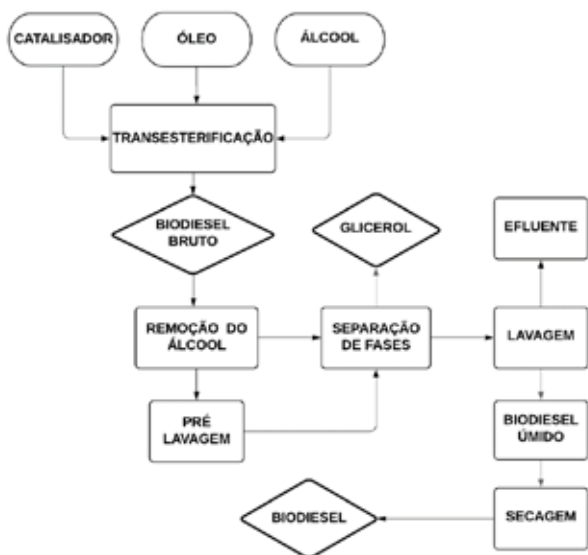 CATALISADOR
ÓLEO
ÁLCOOL
TRANSESTERIFICAÇÃO
BIODIESEL
BRUTO
GLICEROL
EFLUENTE
REMOÇÃO DO
ÁLCOOL
SEPARAÇÃO
DE FASES
LAVAGEM
PRÉ
LAVAGEM
BIODIESEL
ÚMIDO
BIODIESEL
SECAGEM